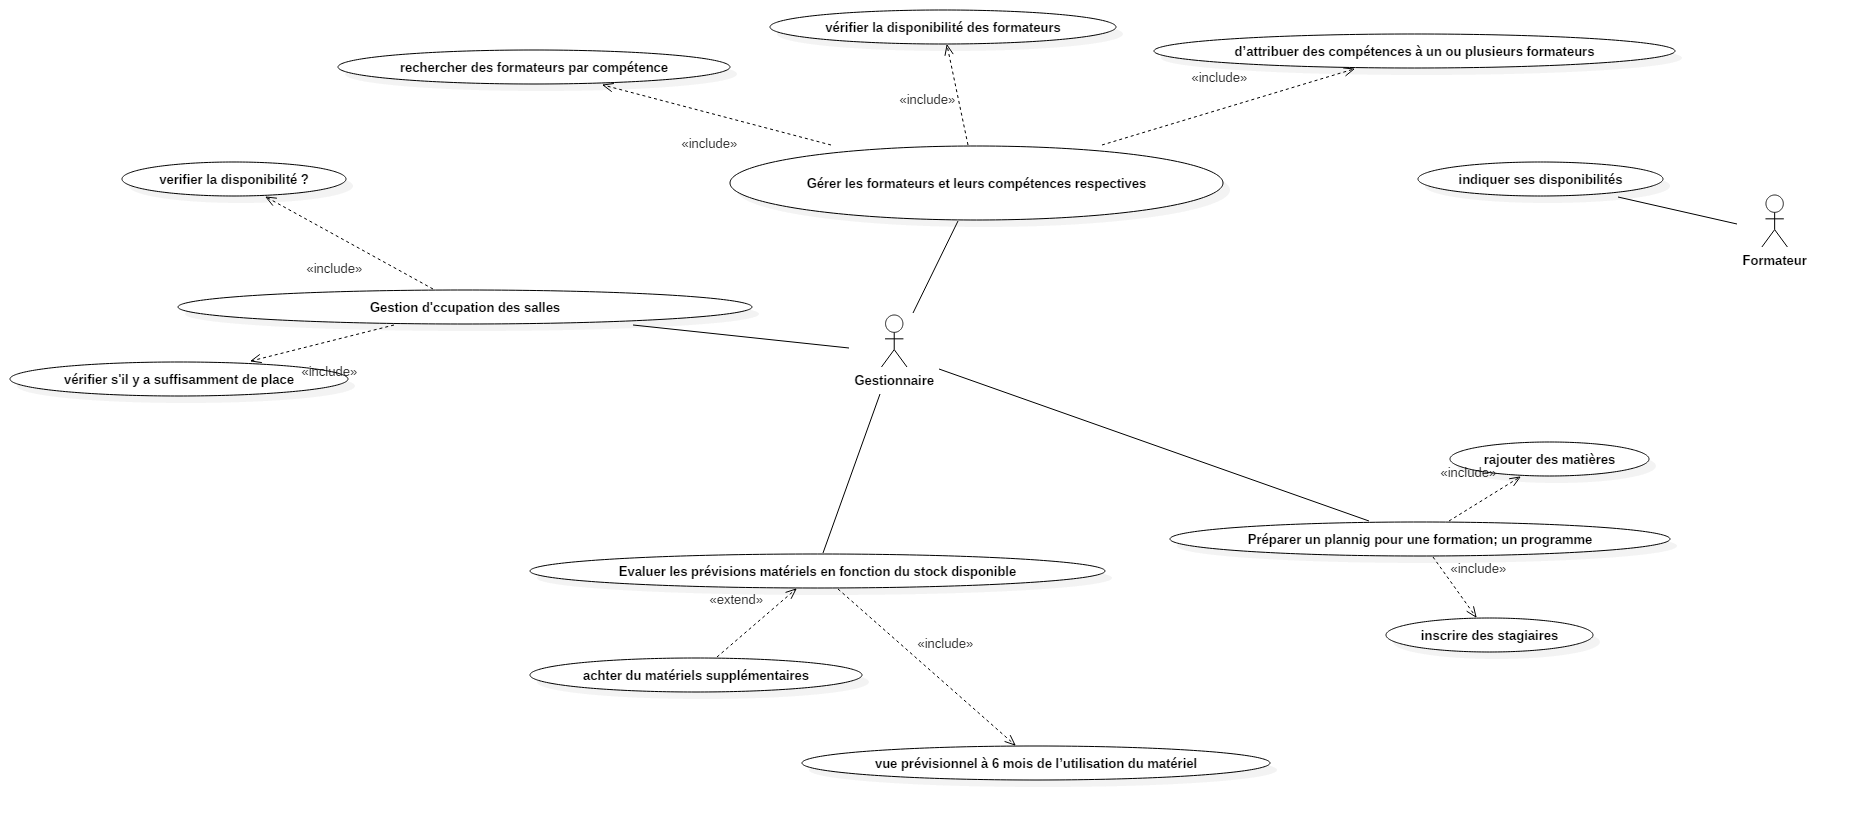 vérifier la disponibilité des formateurs
d’attribuer des compétences à un ou plusieurs formateurs
rechercher des formateurs par compétence
«include»
«include»
«include»
verifier la disponibilité ?
Gérer les formateurs et leurs compétences respectives
indiquer ses disponibilités
Formateur
«include»
Gestion d'ccupation des salles
«include»
vérifier s'il y a suffisamment de place
Gestionnaire
rajouter des matières
«include»
Préparer un plannig pour une formation; un programme
«include»
Evaluer les prévisions matériels en fonction du stock disponible
«extend»
inscrire des stagiaires
«include»
achter du matériels supplémentaires
vue prévisionnel à 6 mois de l’utilisation du matériel